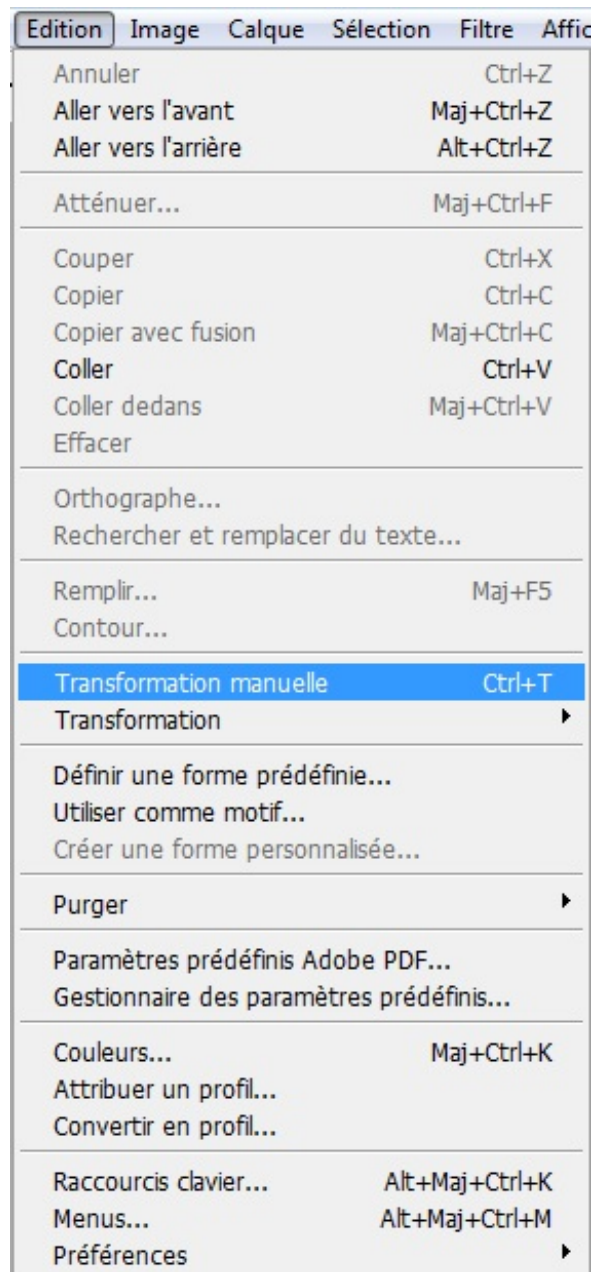 Edition Image Calque Sélection Filtre Affic
Annuler Ctrl+Z
Aller vers l'avant Maj+Ctrl+Z
Aller vers l'arrière Alt+Ctrl+Z
Atténuer... Maj+Ctrl+F
Couper Ctrl+X
Copier Ctrl+C
Copier avec fusion Maj+Ctrl+C
Coller Ctrl+V
Coller dedans Maj+Ctrl+V
Effacer
Orthographe...
Rechercher et remplacer du texte...
Remplir... Maj+F5
Contour...
Transformation manuelle Ctrl+T
Transformation
Définir une forme prédéfinie...
Utiliser comme motif...
Créer une forme personnalisée...
Purger
Paramètres prédéfinis Adobe PDF...
Gestionnaire des paramètres prédéfinis...
Couleurs... Maj+Ctrl+K
Attribuer un profil...
Convertir en profil...
Raccourcis clavier... Alt+Maj+Ctrl+K
Menus... Alt+Maj+Ctrl+M
Préférences